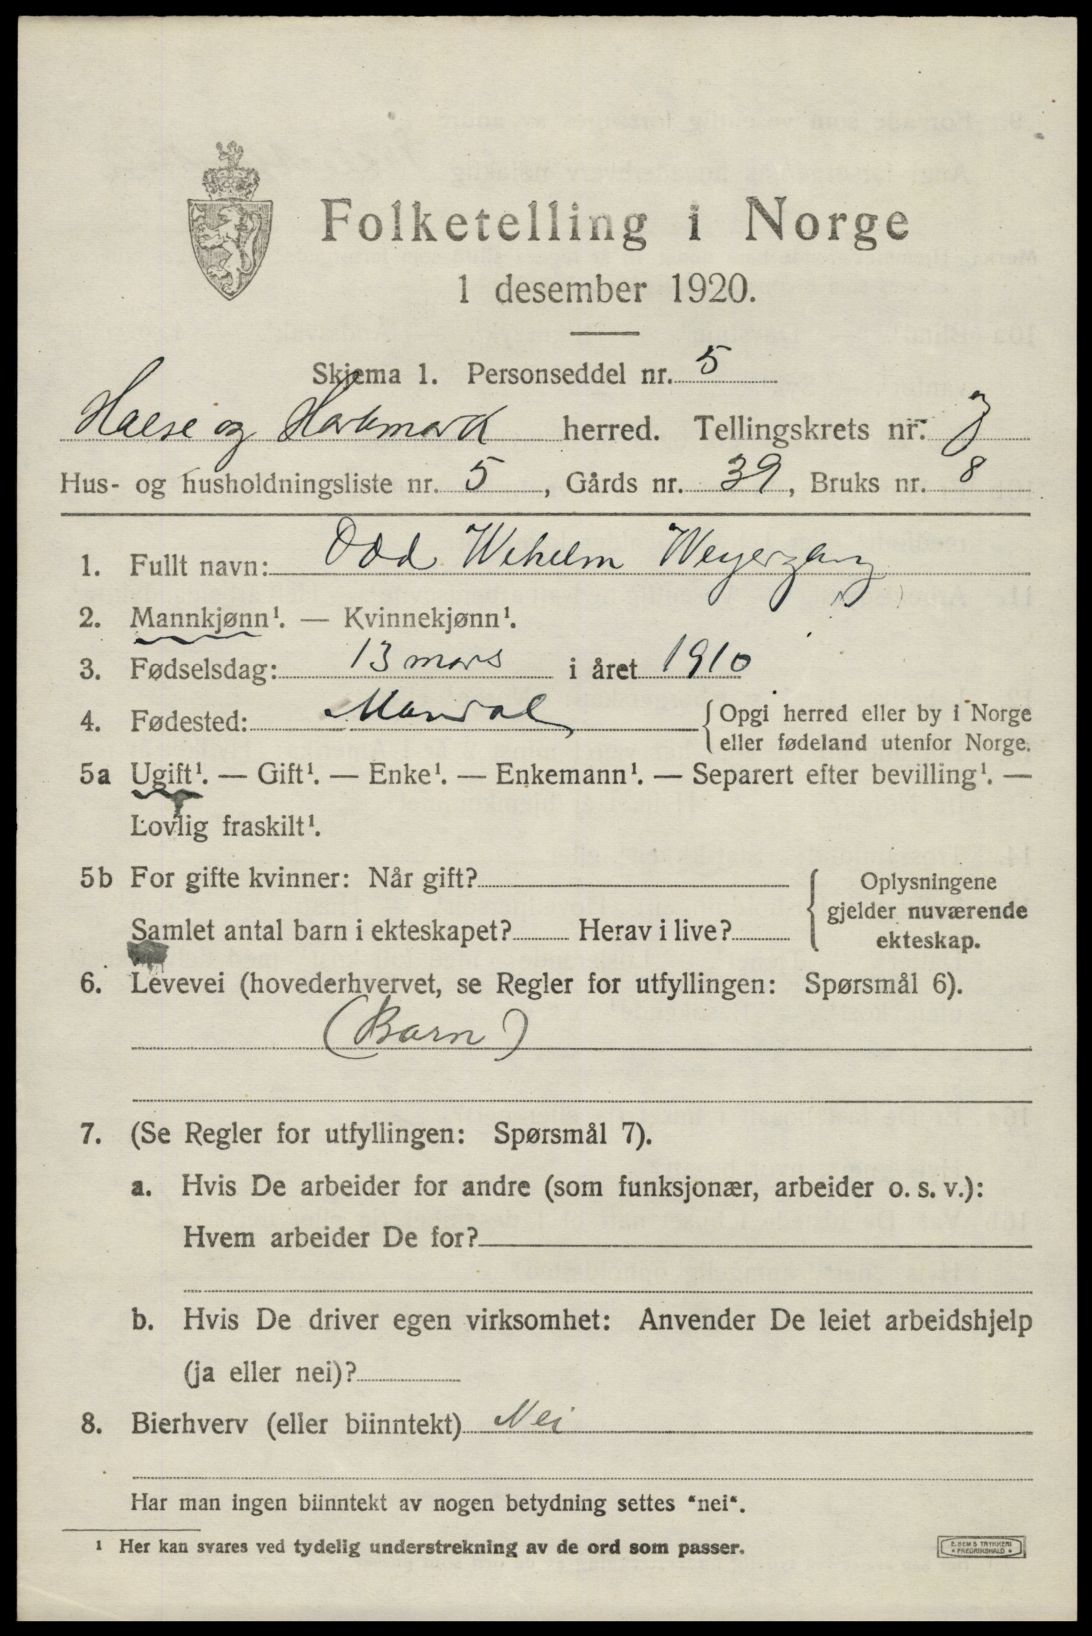 Folketelling i Norge
1 desember 1920.
Skjema 1. Personseddel nr. 5
Halse og Harkmark herred. Tellingskrets nr.
Hus- og husholdningsliste nr. 5, Gårds nr. 39, Bruks nr. 8
1. Fullt navn: Odd Wihelm Weyergang
2. Mannkjønn¹. — Kvinnekjønn¹.
3. Fødselsdag: 13 mars i året 1910
4. Fødested: Mandal {Opgi herred eller by i Norge
eller fødeland utenfor Norge.
5a Ugift¹. — Gift¹. — Enke¹. — Enkemann¹. — Separert efter bevilling¹. —
Lovlig fraskilt¹.
5b For gifte kvinner: Når gift?
Samlet antal barn i ekteskapet? Herav i live?
{ Oplysningene
gjelder nuværende
ekteskap.
6. Levevei (hovederhvervet, se Regler for utfyllingen: Spørsmål 6).
(Barn)
7. (Se Regler for utfyllingen: Spørsmål 7).
a. Hvis De arbeider for andre (som funksjonær, arbeider o. s. v.):
Hvem arbeider De for?
b. Hvis De driver egen virksomhet: Anvender De leiet arbeidshjelp
(ja eller nei)?
8. Bierhverv (eller biinntekt) Nei
Har man ingen biinntekt av nogen betydning settes "nei".
¹ Her kan svares ved tydelig understrekning av de ord som passer.
E. SEMS TRYKKERI
• FREDRIKSHALD •